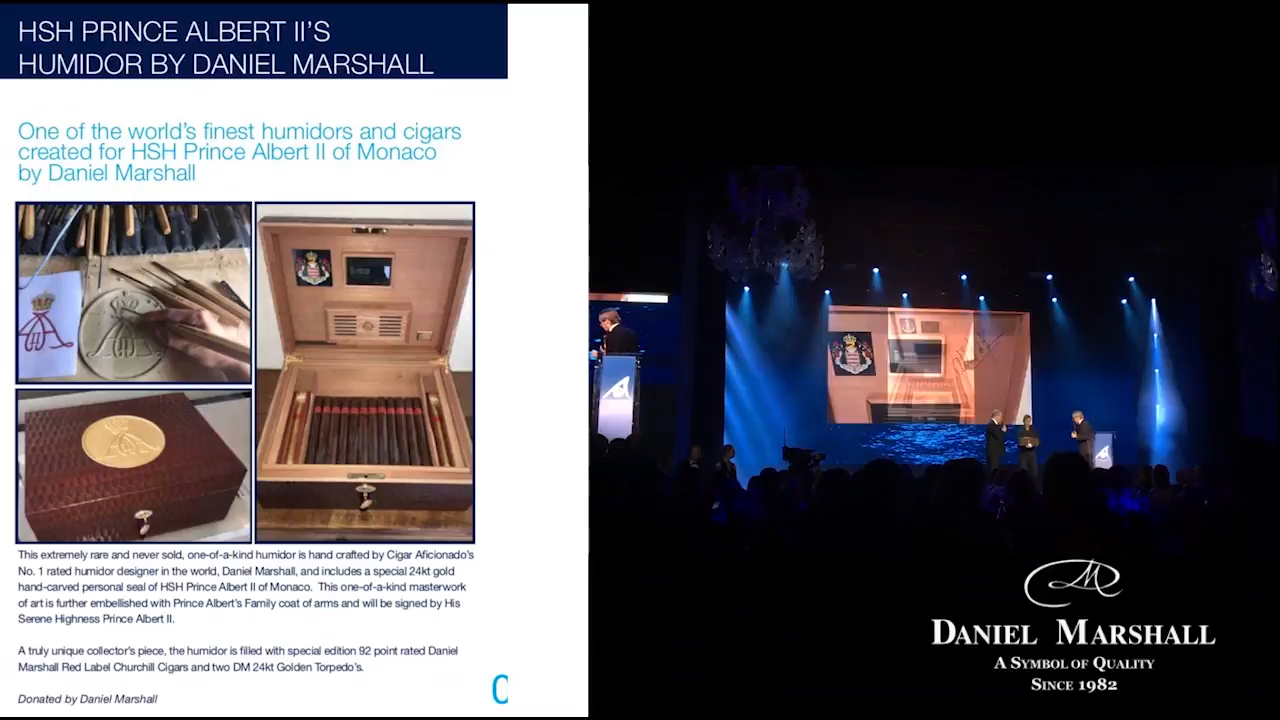 HSH PRINCE ALBERT II'S
HUMIDOR BY DANIEL MARSHALL
One of the world's finest humidors and cigars
created for HSH Prince Albert II of Monaco
by Daniel Marshall
This extremely rare and never sold, one-of-a-kind humidor is hand crafted by Cigar Aficionado's
No. 1 rated humidor designer in the world, Daniel Marshall, and includes a special 24kt gold
hand-carved personal seal of HSH Prince Albert II of Monaco. This one-of-a-kind masterwork
of art is further embellished with Prince Albert's Family coat of arms and will be signed by His
Serene Highness Prince Albert II.
A truly unique collector's piece, the humidor is filled with special edition 92 point rated Daniel
Marshall Red Label Churchill Cigars and two DM 24kt Golden Torpedo's.
Donated by Daniel Marshall
DM
DANIEL MARSHALL
A SYMBOL OF QUALITY
SINCE 1982